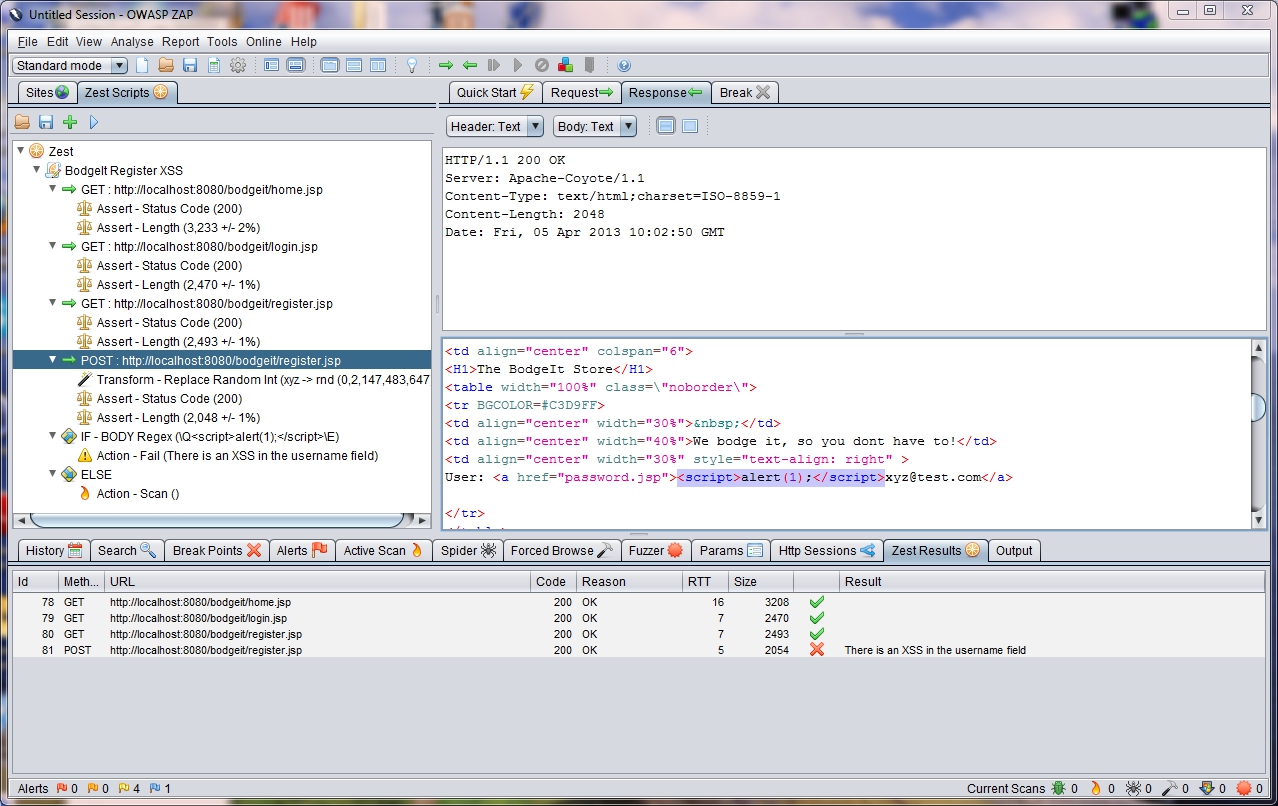 Untitled Session - OWASP ZAP
File Edit View Analyse Report Tools Online Help
Standard mode
Sites Zest Scripts
Quick Start Request Response Break
Header: Text Body: Text
Zest
BodgeIt Register XSS
GET : http://localhost:8080/bodgeit/home.jsp
Assert - Status Code (200)
Assert - Length (3,233 +/- 2%)
GET : http://localhost:8080/bodgeit/login.jsp
Assert - Status Code (200)
Assert - Length (2,470 +/- 1%)
GET : http://localhost:8080/bodgeit/register.jsp
Assert - Status Code (200)
Assert - Length (2,493 +/- 1%)
POST : http://localhost:8080/bodgeit/register.jsp
Transform - Replace Random Int (xyz -> rnd (0,2,147,483,647
Assert - Status Code (200)
Assert - Length (2,048 +/- 1%)
IF - BODY Regex (\Q<script>alert(1);</script>\E)
Action - Fail (There is an XSS in the username field)
ELSE
Action - Scan ()
HTTP/1.1 200 OK
Server: Apache-Coyote/1.1
Content-Type: text/html;charset=ISO-8859-1
Content-Length: 2048
Date: Fri, 05 Apr 2013 10:02:50 GMT
<td align="center" colspan="6">
<H1>The BodgeIt Store</H1>
<table width="100%" class=\"noborder\">
<tr BGCOLOR=#C3D9FF>
<td align="center" width="30%">&nbsp;</td>
<td align="center" width="40%">We bodge it, so you dont have to!</td>
<td align="center" width="30%" style="text-align: right" >
User: <a href="password.jsp"><script>alert(1);</script>xyz@test.com</a>
</tr>
History Search Break Points Alerts Active Scan Spider Forced Browse Fuzzer Params Http Sessions Zest Results Output
Id Meth... URL Code Reason RTT Size Result
78 GET http://localhost:8080/bodgeit/home.jsp 200 OK 16 3208
79 GET http://localhost:8080/bodgeit/login.jsp 200 OK 7 2470
80 GET http://localhost:8080/bodgeit/register.jsp 200 OK 7 2493
81 POST http://localhost:8080/bodgeit/register.jsp 200 OK 5 2054 There is an XSS in the username field
Alerts 0 0 4 1 Current Scans 0 0 0 0 0 0